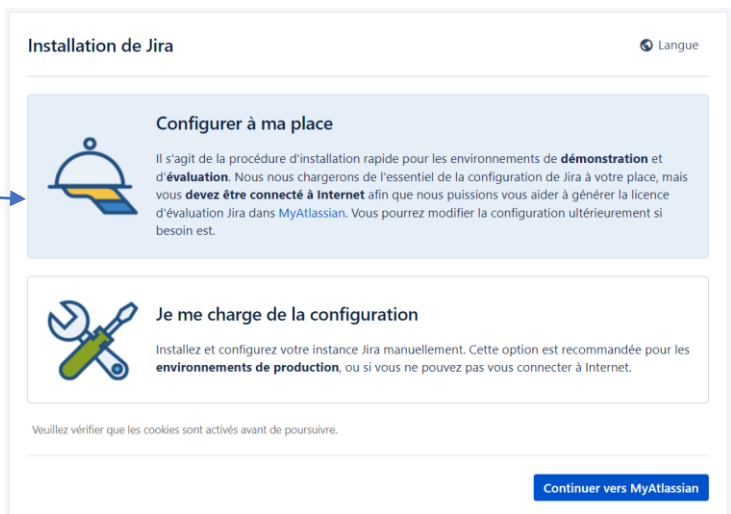 Installation de Jira
Langue
Configurer à ma place
Il s'agit de la procédure d'installation rapide pour les environnements de démonstration et
d'évaluation. Nous nous chargerons de l'essentiel de la configuration de Jira à votre place, mais
vous devez être connecté à Internet afin que nous puissions vous aider à générer la licence
d'évaluation Jira dans MyAtlassian. Vous pourrez modifier la configuration ultérieurement si
besoin est.
Je me charge de la configuration
Installez et configurez votre instance Jira manuellement. Cette option est recommandée pour les
environnements de production, ou si vous ne pouvez pas vous connecter à Internet.
Veuillez vérifier que les cookies sont activés avant de poursuivre.
Continuer vers MyAtlassian